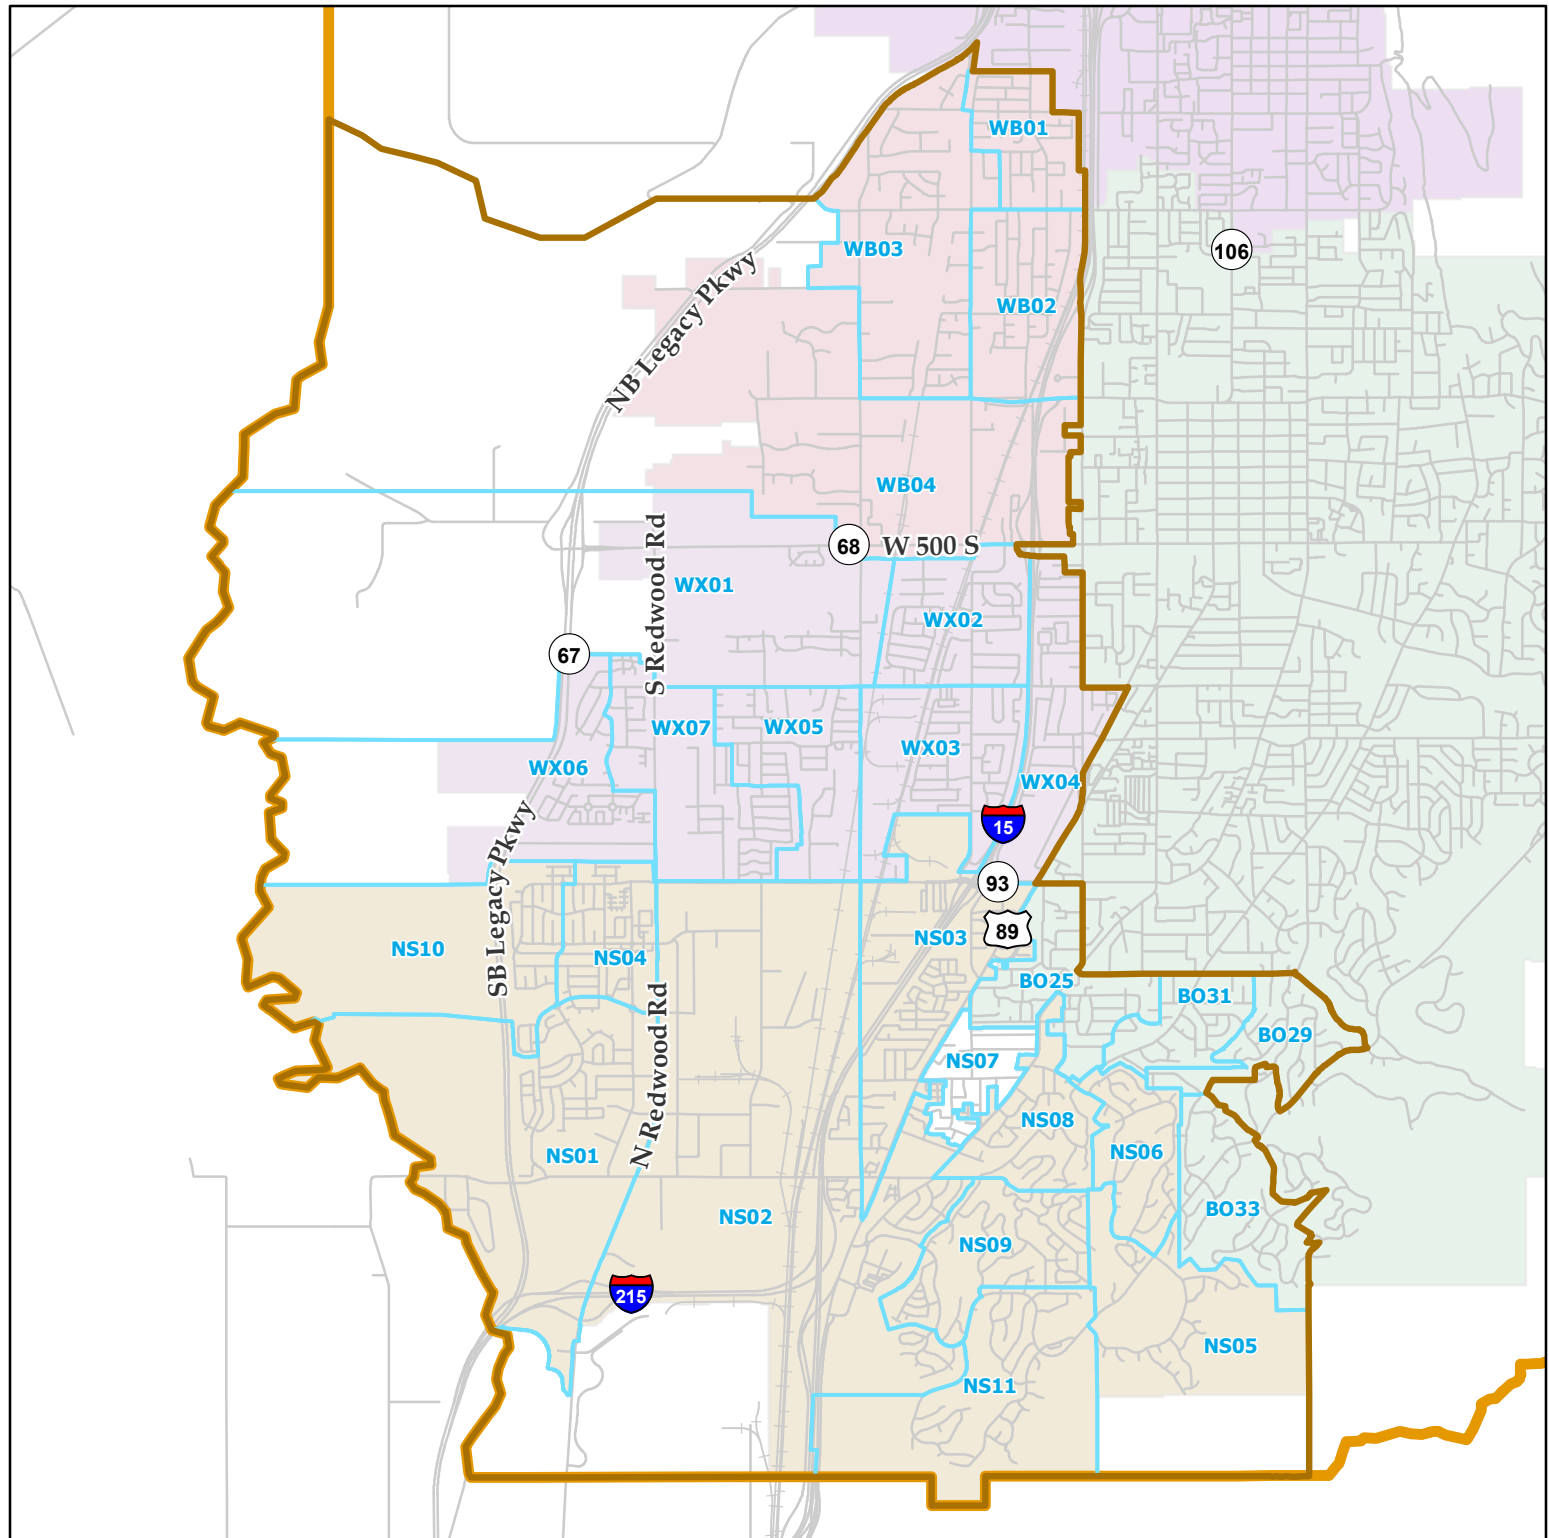 WB01
106
WB03
NB Legacy Pkwy
WB02
WB04
68
W 500 S
S Redwood Rd
WX01
WX02
67
WX07
WX05
WX03
WX06
WX04
15
SB Legacy Pkwy
93
89
NS03
NS10
NS04
BO25
BO31
BO29
N Redwood Rd
NS07
NS08
NS06
NS01
BO33
NS02
NS09
215
NS05
NS11